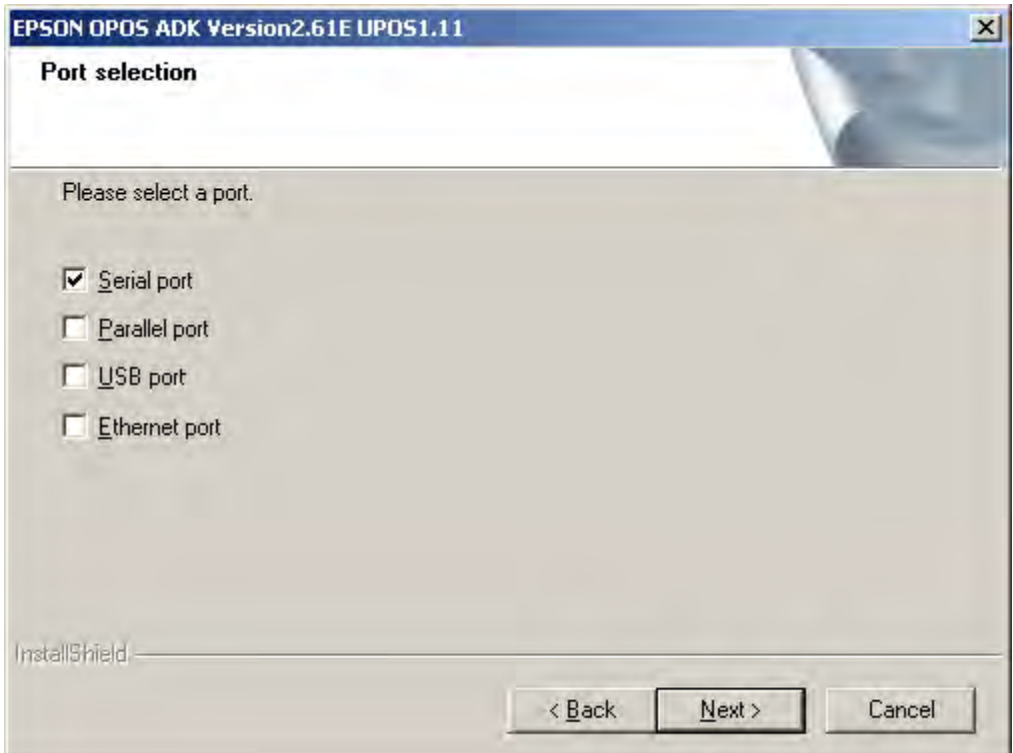 EPSON OPOS ADK Version2.61E UPOS1.11
Port selection
Please select a port.
Serial port
Parallel port
USB port
Ethernet port
InstallShield
< Back Next > Cancel